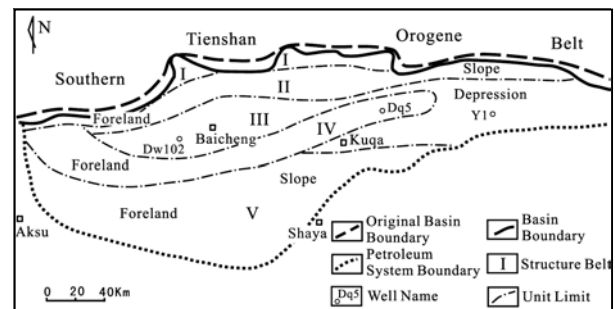 N
Tienshan
Orogene
Belt
Southern
I
I
Slope
II
Foreland
Depression
III
Dq5
Y1
IV
Baicheng
Dw102
Kuqa
Foreland
Slope
Foreland
V
Aksu
Shaya
Original Basin Boundary
Basin Boundary
Petroleum System Boundary
I Structure Belt
Dq5 Well Name
Unit Limit
0 20 40Km